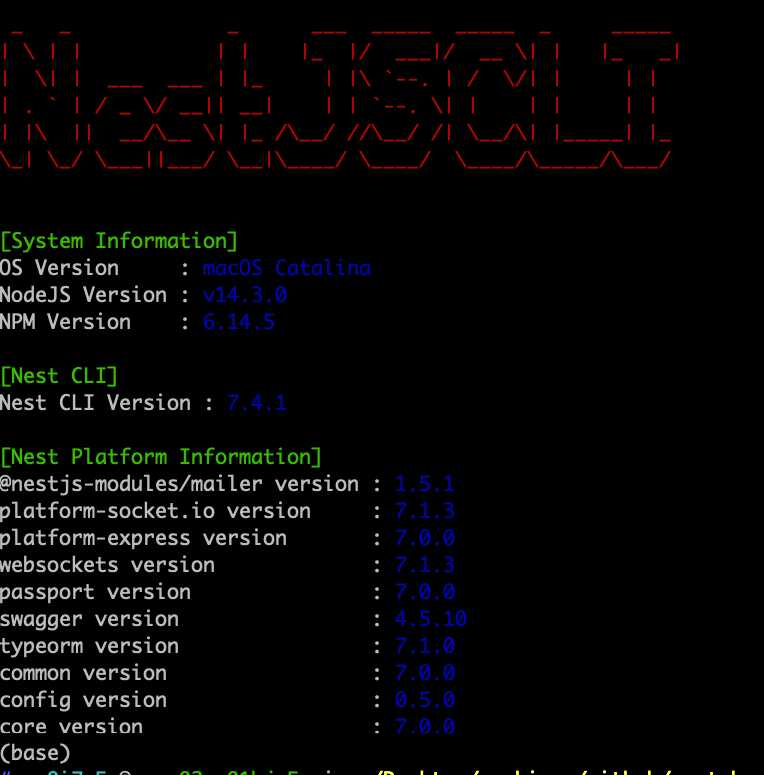 NestJSCLI
[System Information]
OS Version     : macOS Catalina
NodeJS Version : v14.3.0
NPM Version    : 6.14.5
[Nest CLI]
Nest CLI Version : 7.4.1
[Nest Platform Information]
@nestjs-modules/mailer version : 1.5.1
platform-socket.io version     : 7.1.3
platform-express version       : 7.0.0
websockets version             : 7.1.3
passport version               : 7.0.0
swagger version                : 4.5.10
typeorm version                : 7.1.0
common version                 : 7.0.0
config version                 : 0.5.0
core version                   : 7.0.0
(base)